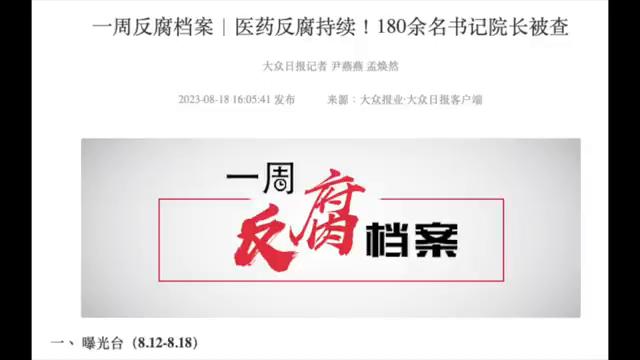 一周反腐档案｜医药反腐持续！180余名书记院长被查
大众日报记者 尹燕燕 孟焕然
2023-08-18 16:05:41 发布 来源：大众报业·大众日报客户端
一周
反腐档案
一、曝光台（8.12-8.18）